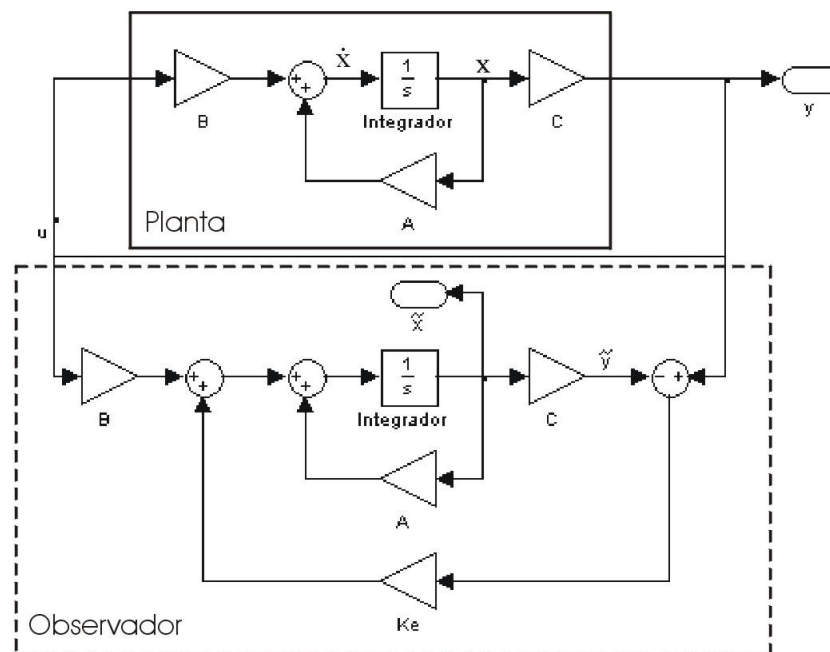 ẋ
x
1
s
B
Integrador
C
y
A
Planta
u
x̃
1
s
ỹ
B
Integrador
C
A
Ke
Observador